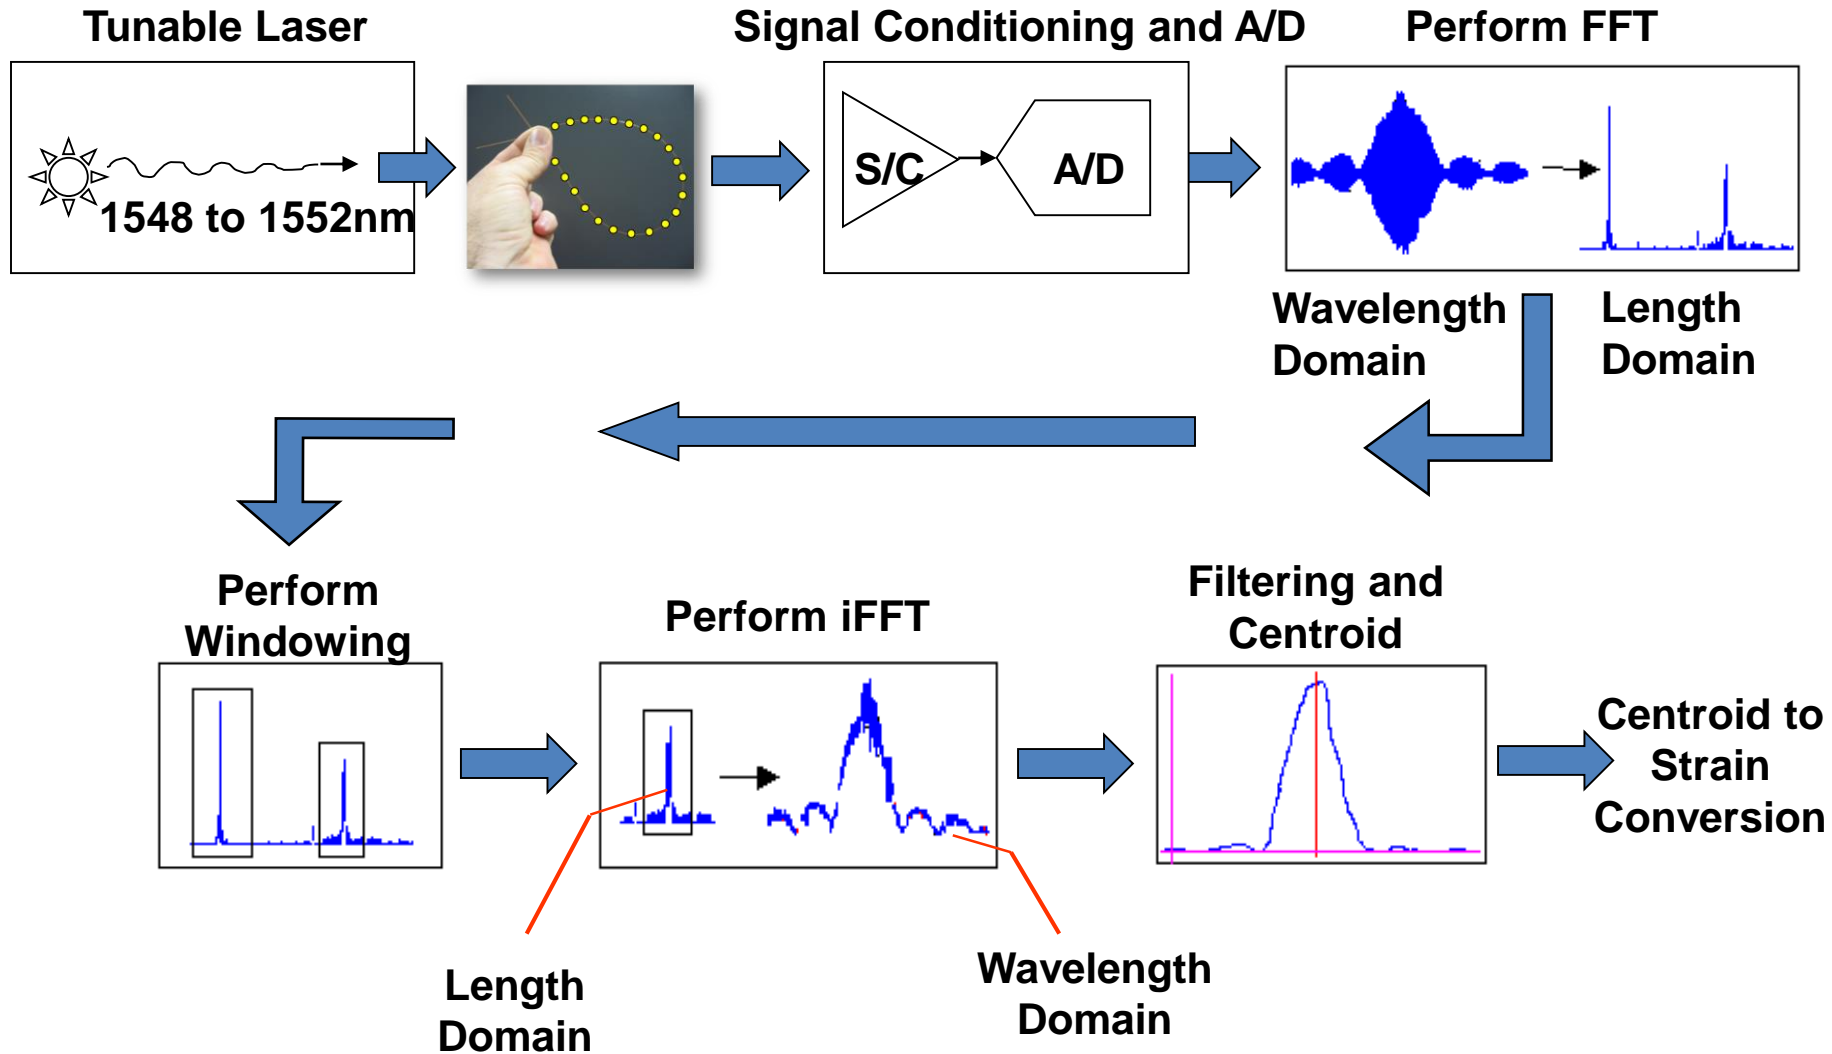 Tunable Laser
Signal Conditioning and A/D
Perform FFT
1548 to 1552nm
S/C
A/D
Wavelength
Domain
Length
Domain
Perform
Windowing
Perform iFFT
Filtering and
Centroid
Centroid to
Strain
Conversion
Length
Domain
Wavelength
Domain